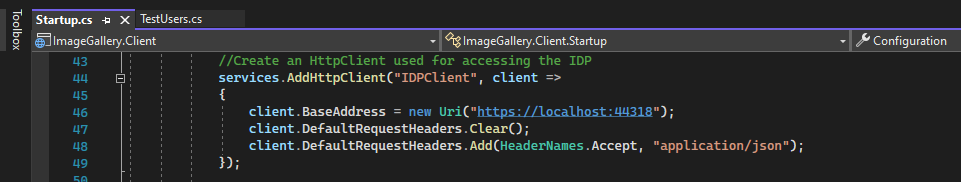 Toolbox
Startup.cs TestUsers.cs
ImageGallery.Client ImageGallery.Client.Startup Configuration
43 //Create an HttpClient used for accessing the IDP
44 services.AddHttpClient("IDPClient", client =>
45 {
46 client.BaseAddress = new Uri("https://localhost:44318");
47 client.DefaultRequestHeaders.Clear();
48 client.DefaultRequestHeaders.Add(HeaderNames.Accept, "application/json");
49 });
50